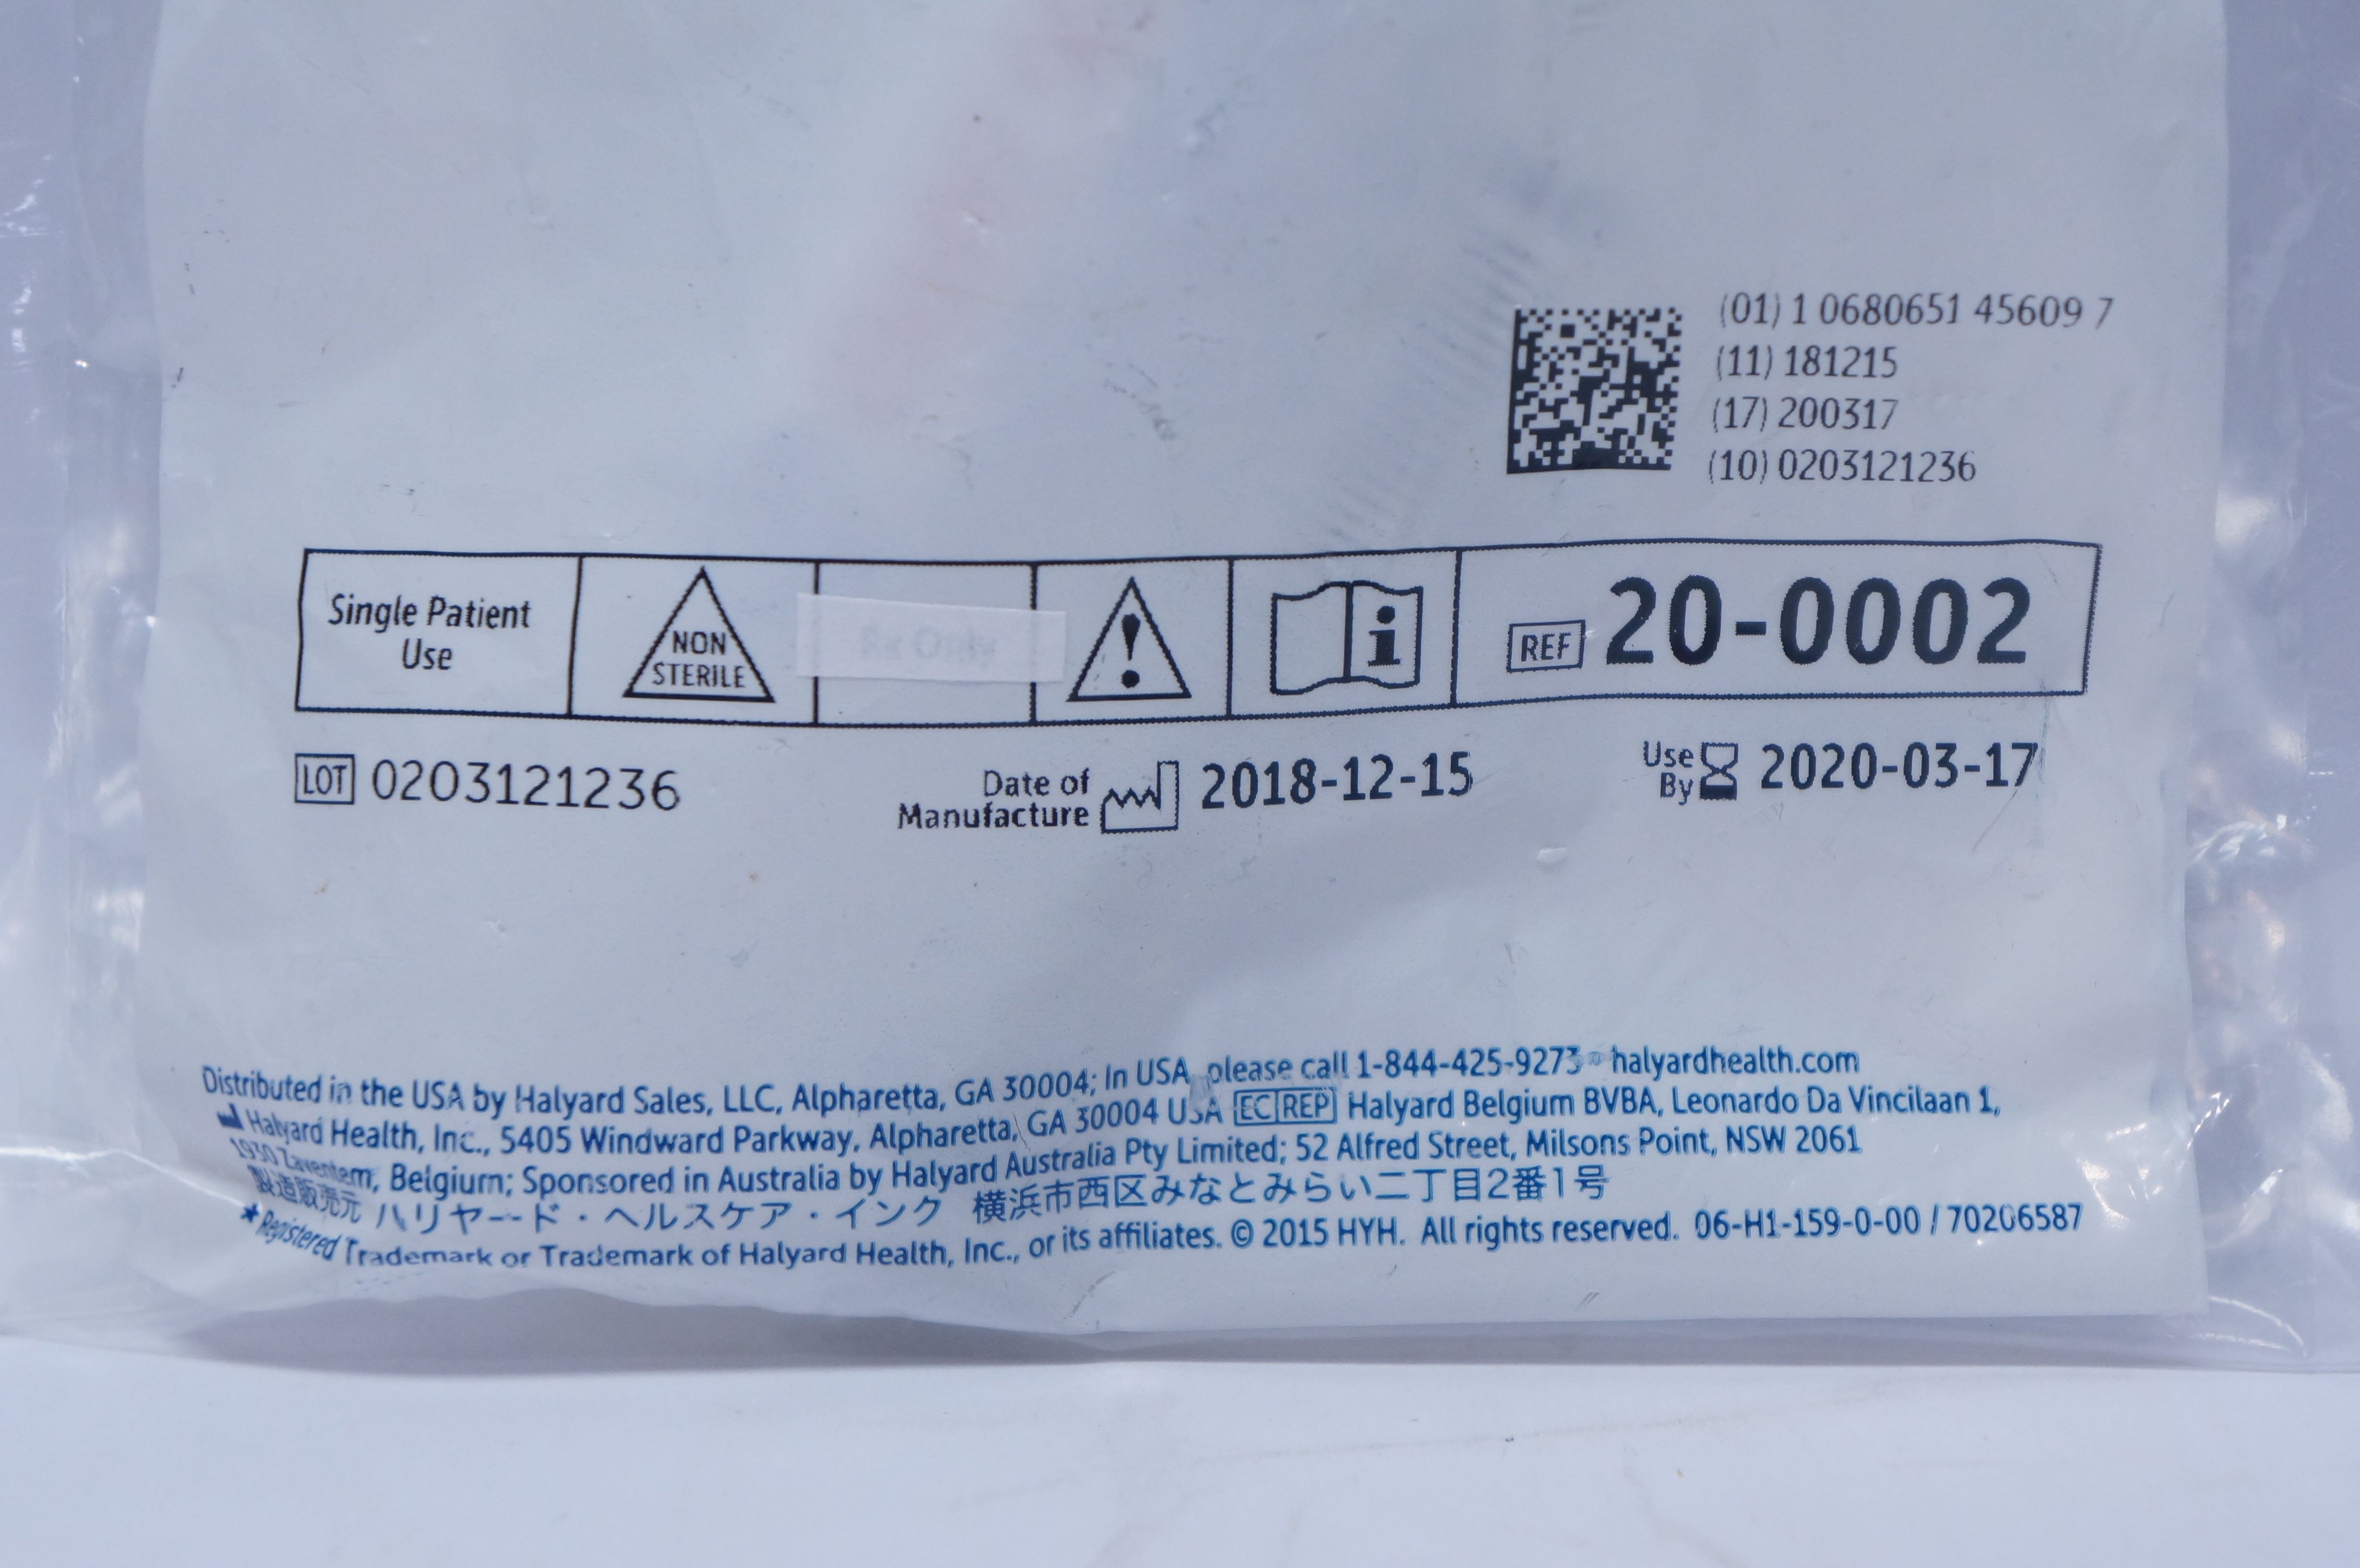 (01) 1 0680651 45609 7
(11) 181215
(17) 200317
(10) 0203121236
Single Patient
Use
NON
STERILE
Rx Only
REF 20-0002
LOT 0203121236
Date of
Manufacture 2018-12-15
Use
By 2020-03-17
Distributed in the USA by Halyard Sales, LLC, Alpharetta, GA 30004; In USA, please call 1-844-425-9273 • halyardhealth.com
Halyard Health, Inc., 5405 Windward Parkway, Alpharetta, GA 30004 USA EC REP Halyard Belgium BVBA, Leonardo Da Vincilaan 1,
1930 Zaventem, Belgium; Sponsored in Australia by Halyard Australia Pty Limited; 52 Alfred Street, Milsons Point, NSW 2061
製造販売元 ハリヤード・ヘルスケア・インク 横浜市西区みなとみらい二丁目2番1号
*Registered Trademark or Trademark of Halyard Health, Inc., or its affiliates. © 2015 HYH. All rights reserved. 06-H1-159-0-00 / 70206587